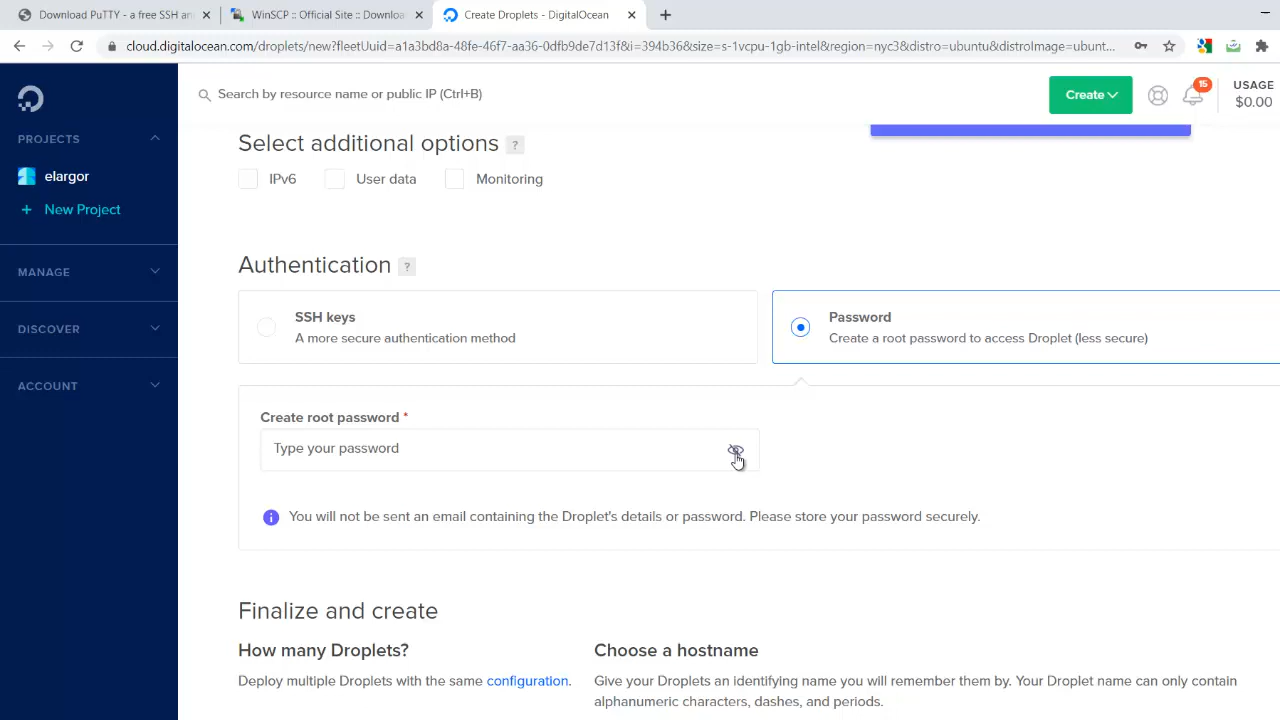 Download PuTTY - a free SSH an
WinSCP :: Official Site :: Downloa
Create Droplets - DigitalOcean
cloud.digitalocean.com/droplets/new?fleetUuid=a1a3bd8a-48fe-46f7-aa36-0dfb9de7d13f&i=394b36&size=s-1vcpu-1gb-intel&region=nyc3&distro=ubuntu&distroImage=ubunt...
Search by resource name or public IP (Ctrl+B)
Create
15
USAGE
$0.00
PROJECTS
elargor
+ New Project
MANAGE
DISCOVER
ACCOUNT
Select additional options ?
IPv6 User data Monitoring
Authentication ?
SSH keys
A more secure authentication method
Password
Create a root password to access Droplet (less secure)
Create root password *
Type your password
You will not be sent an email containing the Droplet's details or password. Please store your password securely.
Finalize and create
How many Droplets?
Deploy multiple Droplets with the same configuration.
Choose a hostname
Give your Droplets an identifying name you will remember them by. Your Droplet name can only contain
alphanumeric characters, dashes, and periods.